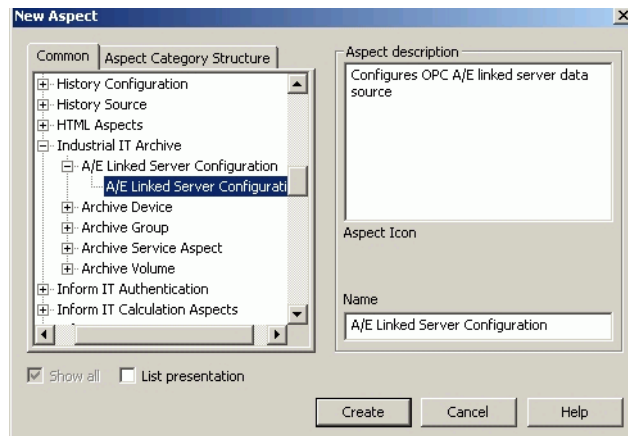 New Aspect
Common
Aspect Category Structure
History Configuration
History Source
HTML Aspects
Industrial IT Archive
A/E Linked Server Configuration
A/E Linked Server Configurati
Archive Device
Archive Group
Archive Service Aspect
Archive Volume
Inform IT Authentication
Inform IT Calculation Aspects
Show all
List presentation
Aspect description
Configures OPC A/E linked server data
source
Aspect Icon
Name
A/E Linked Server Configuration
Create
Cancel
Help